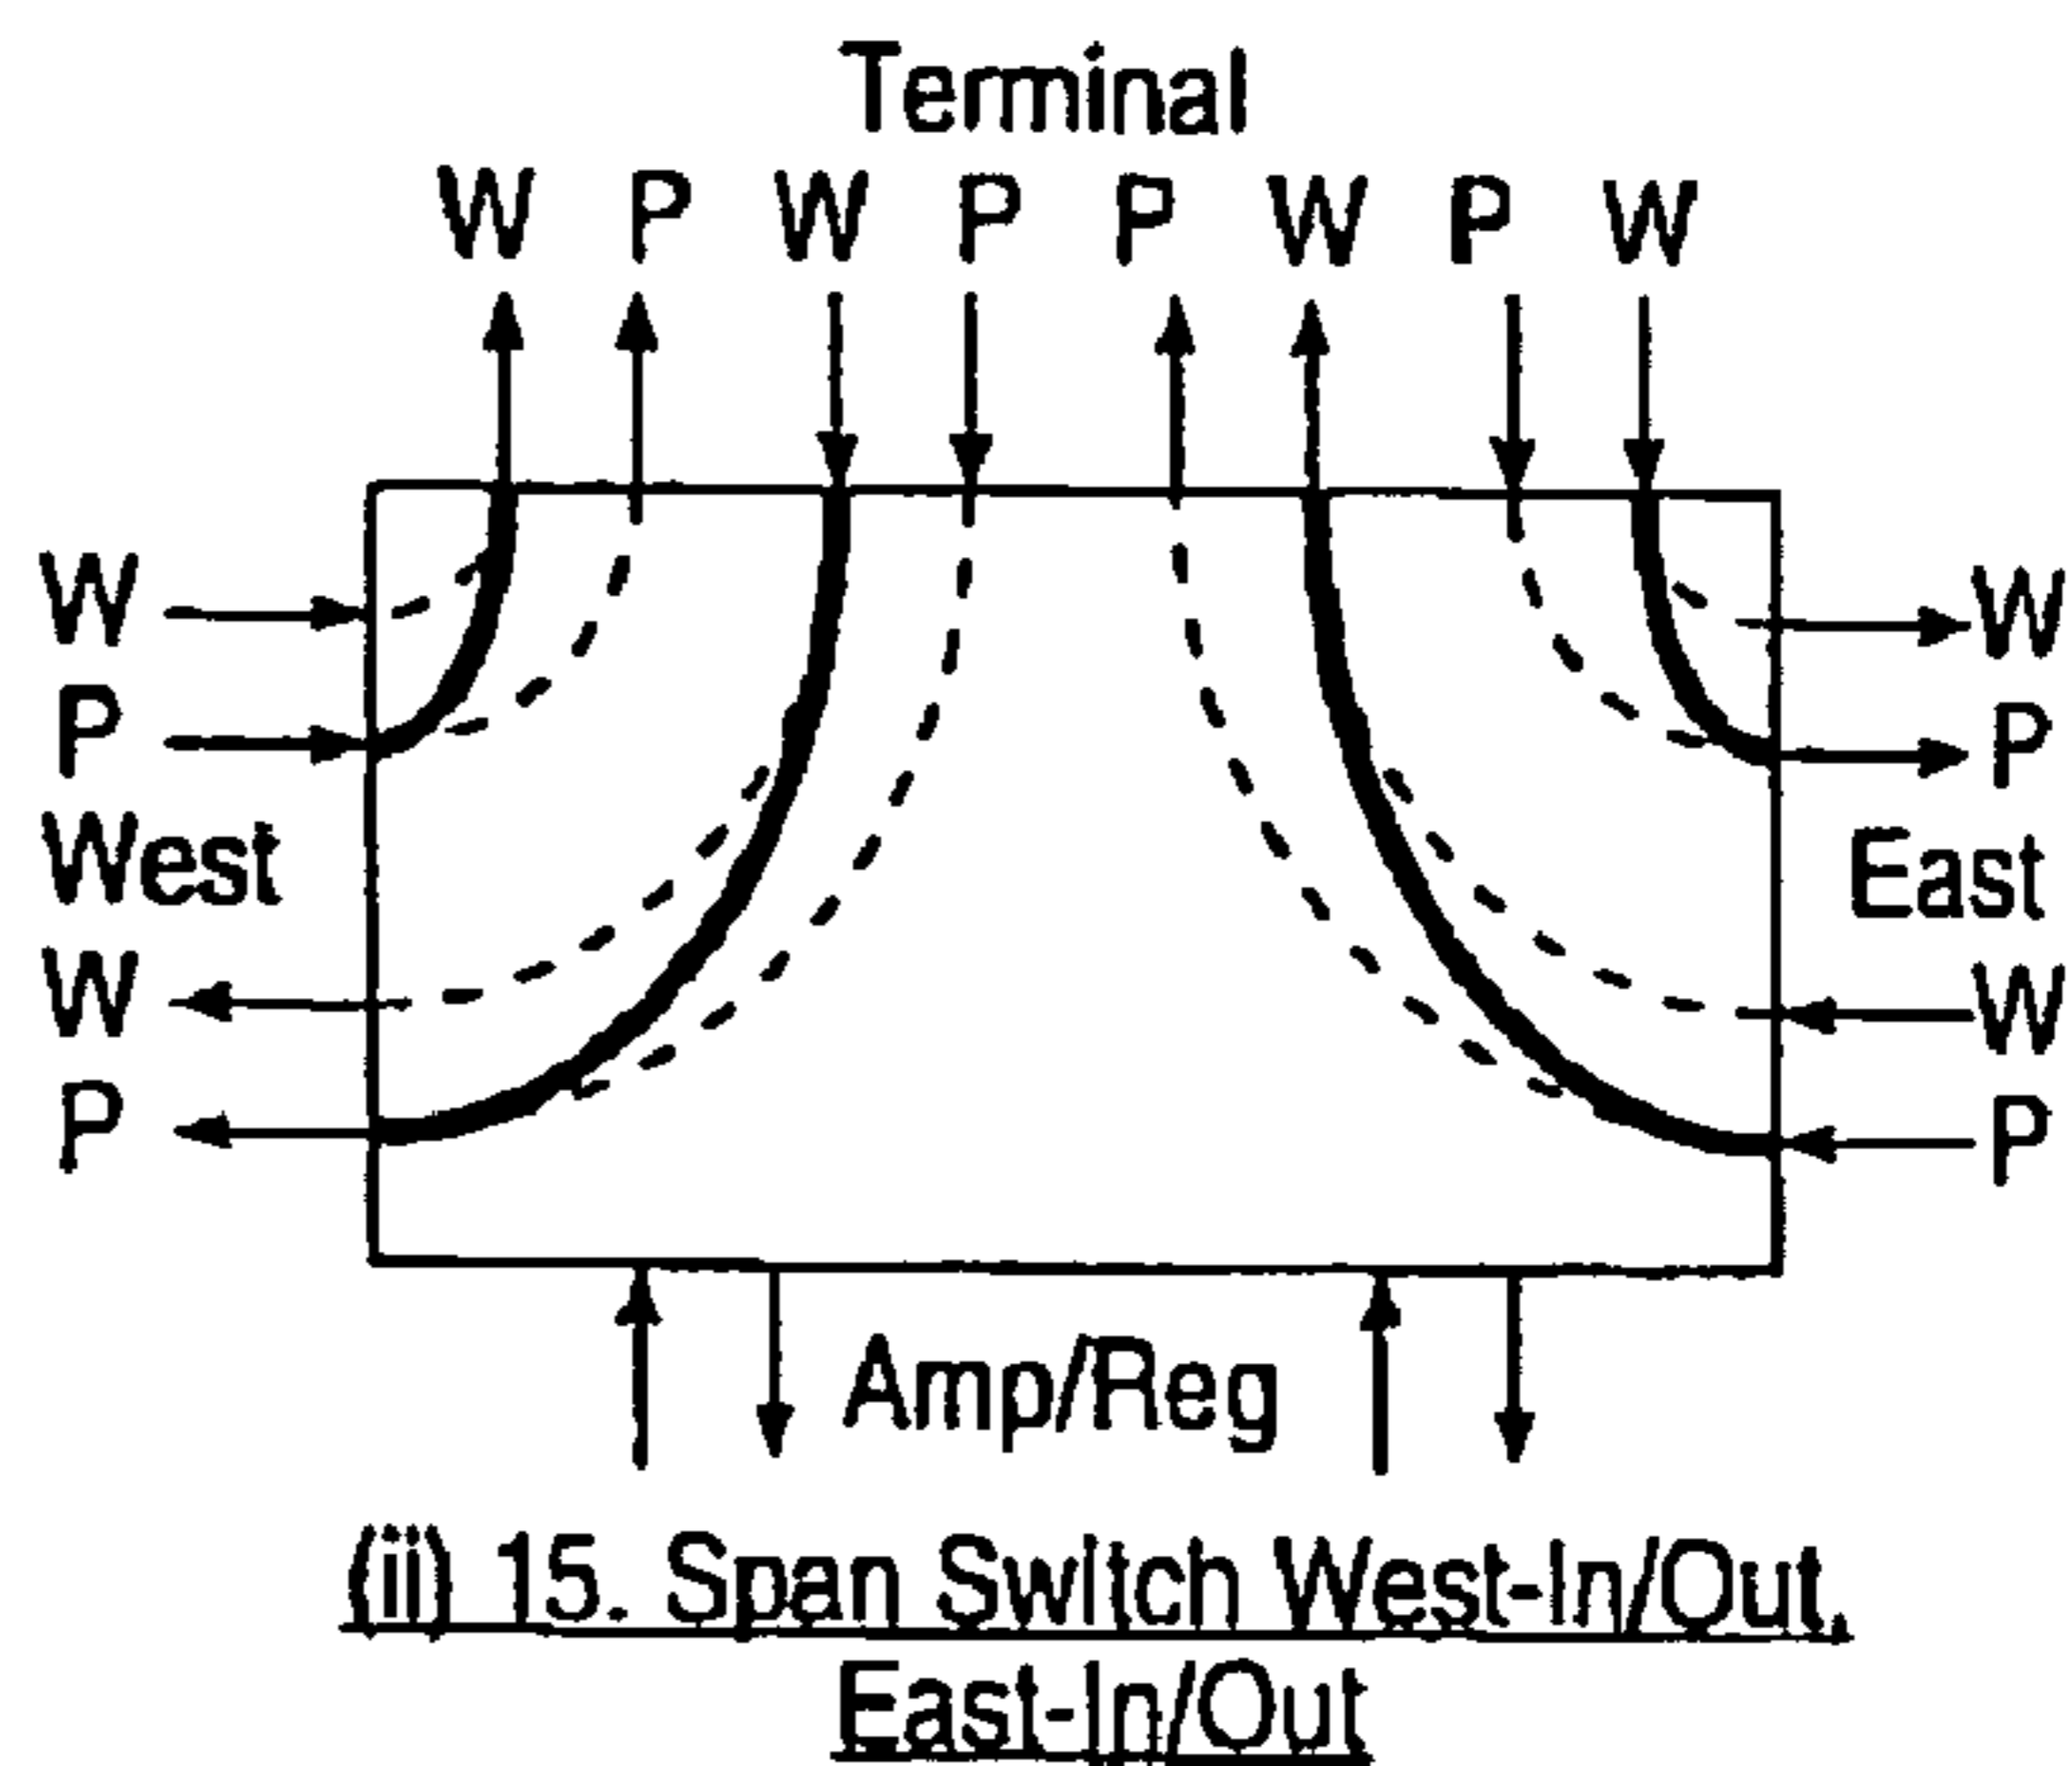 Terminal
W P W P P W P W
W W
P P
West East
W W
P P
Amp/Reg
(ii) 15. Span Switch West-In/Out,
East-In/Out